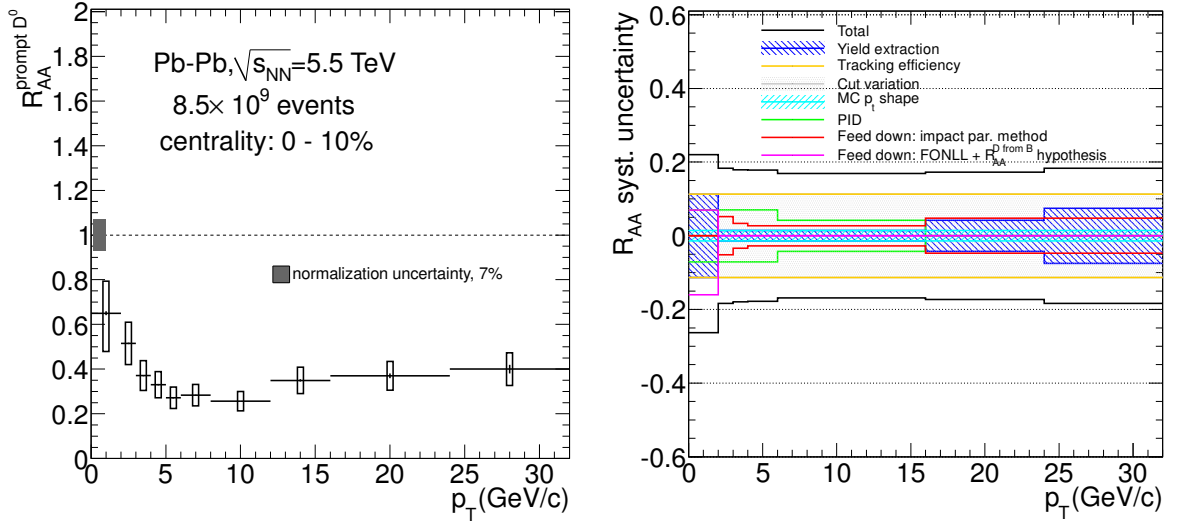 R_AA^prompt D⁰
2
1.8
1.6
1.4
1.2
1
0.8
0.6
0.4
0.2
0
Pb-Pb,√s_NN=5.5 TeV
8.5× 10⁹ events
centrality: 0 - 10%
normalization uncertainty, 7%
0 5 10 15 20 25 30
p_T(GeV/c)
R_AA syst. uncertainty
0.6
0.4
0.2
0
-0.2
-0.4
-0.6
Total
Yield extraction
Tracking efficiency
Cut variation
MC p_t shape
PID
Feed down: impact par. method
Feed down: FONLL + R_AA^D from B hypothesis
0 5 10 15 20 25 30
p_T(GeV/c)